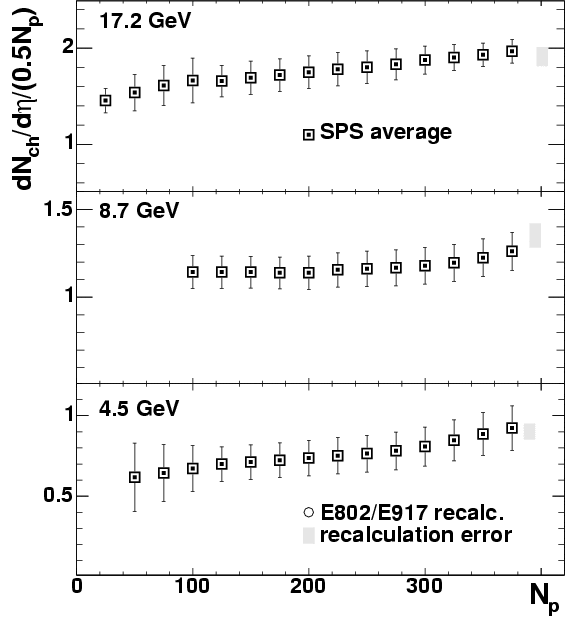 dN_ch/dη/(0.5N_p)
17.2 GeV
2
1
SPS average
8.7 GeV
1.5
1
4.5 GeV
1
0.5
E802/E917 recalc.
recalculation error
0 100 200 300 N_p